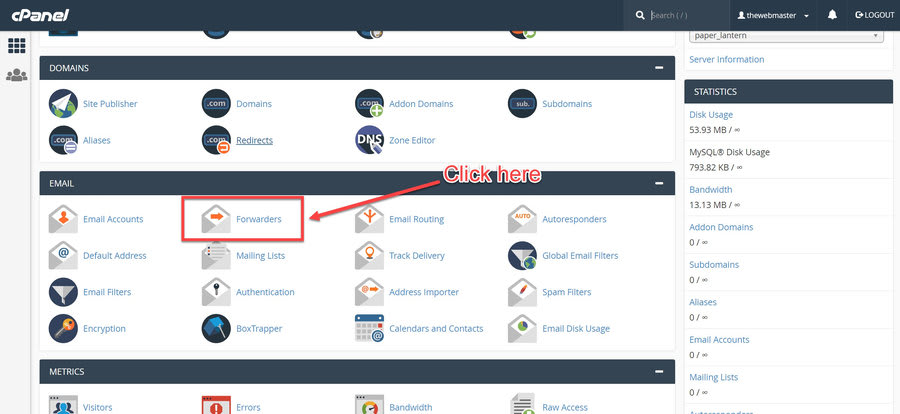 cPanel
Search ( / )
thewebmaster
LOGOUT
paper_lantern
Server Information
DOMAINS
Site Publisher
.com
Domains
.com
Addon Domains
sub.
Subdomains
.com
Aliases
.com
Redirects
DNS
Zone Editor
Click here
EMAIL
Email Accounts
Forwarders
Email Routing
AUTO
Autoresponders
@
Default Address
Mailing Lists
Track Delivery
Global Email Filters
Email Filters
Authentication
@
Address Importer
Spam Filters
Encryption
BoxTrapper
@
Calendars and Contacts
Email Disk Usage
METRICS
Visitors
Errors
Bandwidth
Raw Access
STATISTICS
Disk Usage
53.93 MB / ∞
MySQL® Disk Usage
793.82 KB / ∞
Bandwidth
13.13 MB / ∞
Addon Domains
0 / ∞
Subdomains
0 / ∞
Aliases
0 / ∞
Email Accounts
0 / ∞
Mailing Lists
0 / ∞
Autoresponders